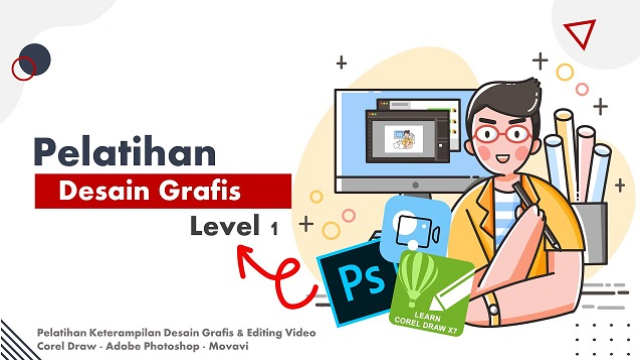 Pelatihan
Desain Grafis
Level 1
Ps
LEARN
COREL DRAW X7
Pelatihan Keterampilan Desain Grafis & Editing Video
Corel Draw - Adobe Photoshop - Movavi